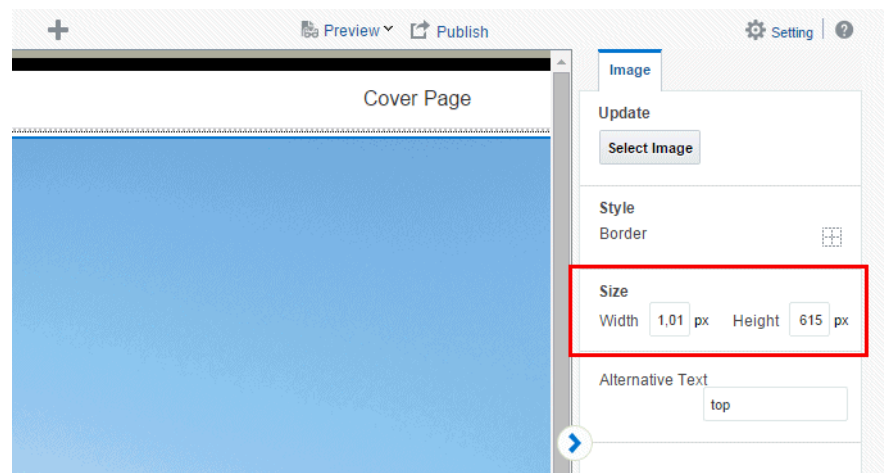 Preview Publish Setting ?
Image
Cover Page
Update
Select Image
Style
Border
Size
Width 1,01 px Height 615 px
Alternative Text
top